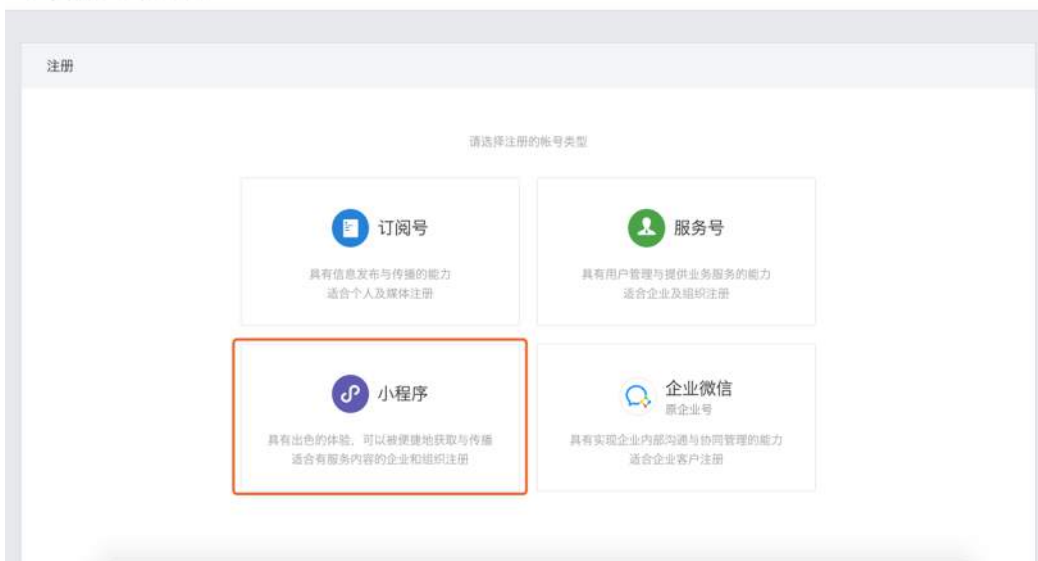 注册
请选择注册的帐号类型
订阅号
具有信息发布与传播的能力
适合个人及媒体注册
服务号
具有用户管理与提供业务服务的能力
适合企业及组织注册
小程序
具有出色的体验，可以被便捷地获取与传播
适合有服务内容的企业和组织注册
企业微信
原企业号
具有实现企业内部沟通与协同管理的能力
适合企业客户注册